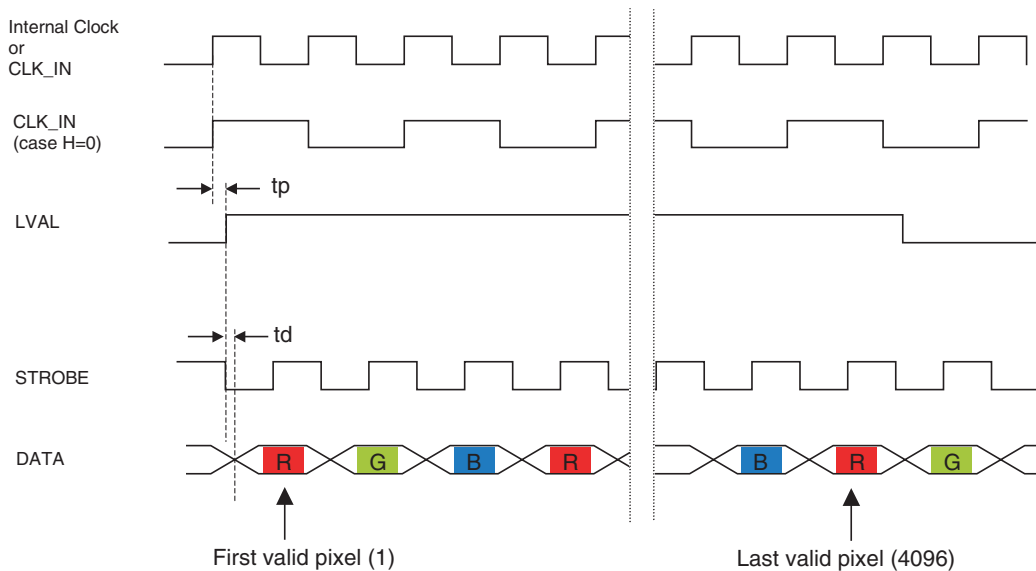 Internal Clock
or
CLK_IN
CLK_IN
(case H=0)
tp
LVAL
td
STROBE
DATA
R
G
B
R
B
R
G
First valid pixel (1)
Last valid pixel (4096)